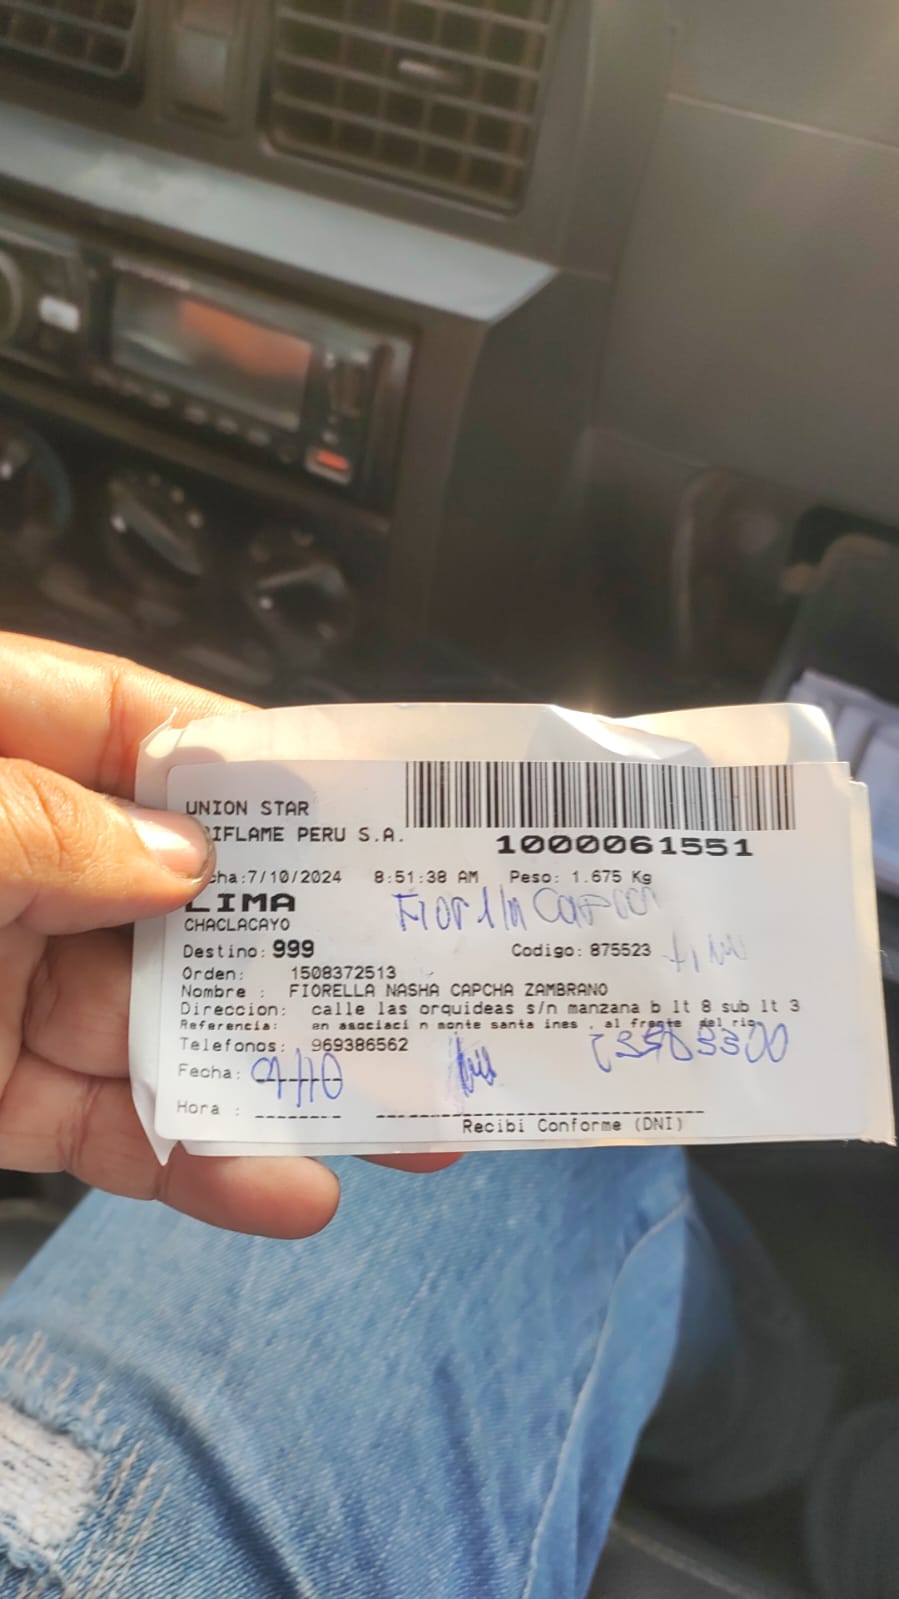 UNION STAR
RIFLAME PERU S.A.
1000061551
cha:7/10/2024 8:51:38 AM Peso: 1.675 Kg
LIMA
CHACLACAYO
Destino: 999 Codigo: 875523
Orden: 1508372513
Nombre : FIORELLA NASHA CAPCHA ZAMBRANO
Direccion: calle las orquideas s/n manzana b lt 8 sub lt 3
Referencia: en asociaci n monte santa ines , al frente del rio
Telefonos: 969386562
Fecha:
Hora :
Recibi Conforme (DNI)